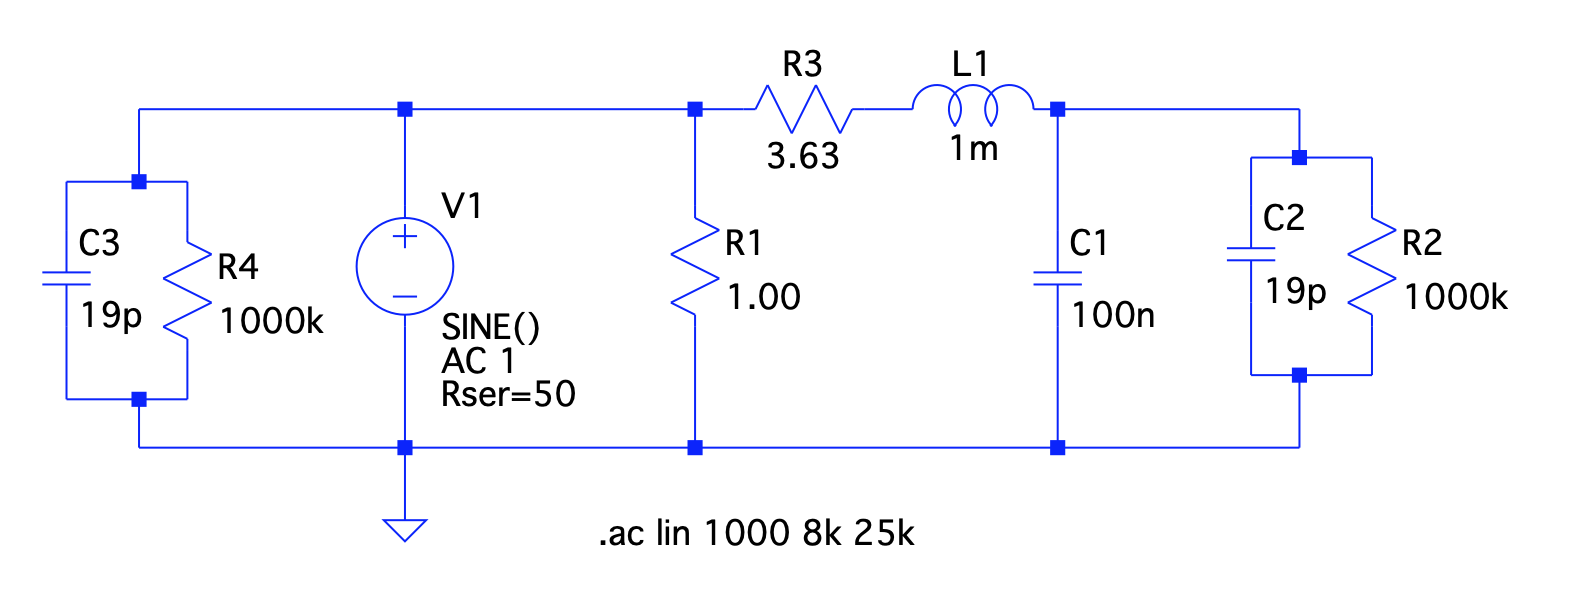 R3
L1
3.63
1m
V1
C3
19p
R4
1000k
R1
1.00
C1
100n
C2
19p
R2
1000k
SINE()
AC 1
Rser=50
.ac lin 1000 8k 25k